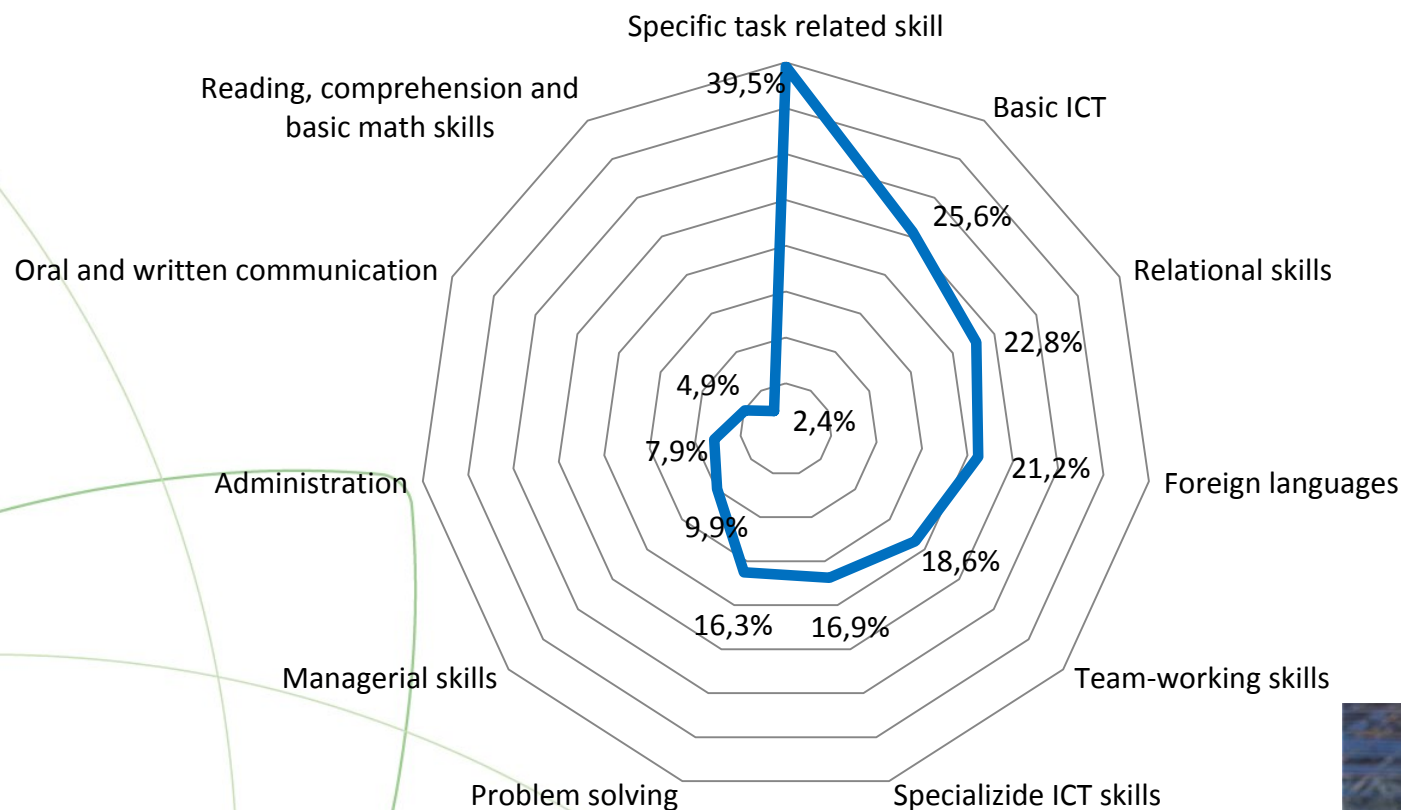 Specific task related skill
39,5%
Reading, comprehension and
basic math skills
Basic ICT
25,6%
Oral and written communication
Relational skills
22,8%
4,9%
2,4%
7,9%
21,2%
Administration
Foreign languages
9,9%
18,6%
16,3%
16,9%
Managerial skills
Team-working skills
Problem solving
Specializide ICT skills